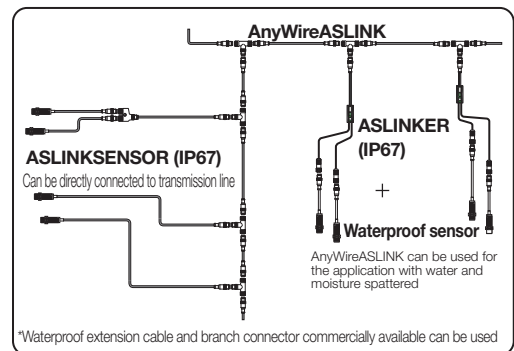 AnyWireASLINK
ASLINKER
(IP67)
ASLINKSENSOR (IP67)
Can be directly connected to transmission line
+
Waterproof sensor
AnyWireASLINK can be used for
the application with water and
moisture spattered
*Waterproof extension cable and branch connector commercially available can be used